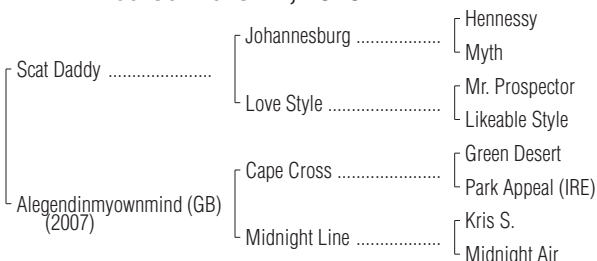 Hennessy
Johannesburg ..................
Myth
Scat Daddy ......................
Mr. Prospector
Love Style ........................
Likeable Style
Green Desert
Cape Cross ......................
Park Appeal (IRE)
Alegendinmyownmind (GB)
(2007)
Kris S.
Midnight Line ..................
Midnight Air